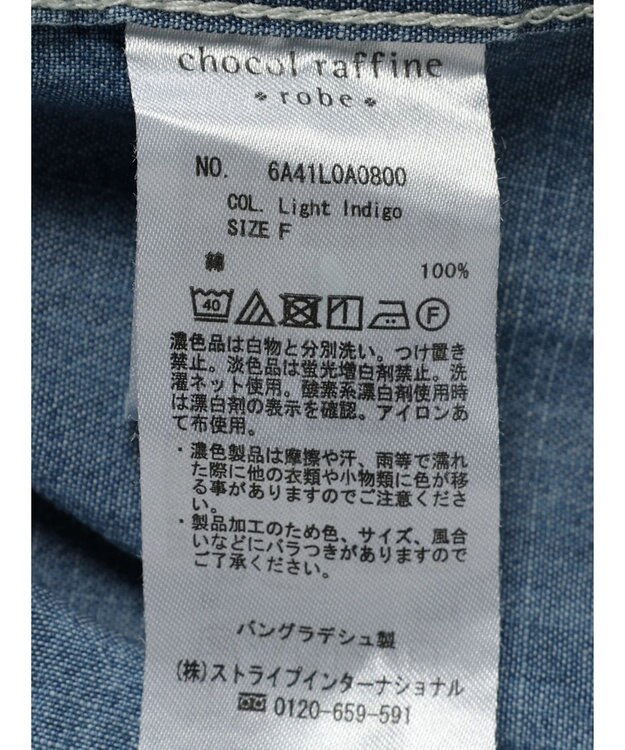 chocol raffine
robe
NO. 6A41L0A0800
COL. Light Indigo
SIZE F
綿 100%
40 F
濃色品は白物と分別洗い。つけ置き
禁止。淡色品は蛍光増白剤禁止。洗
濯ネット使用。酸素系漂白剤使用時
は漂白剤の表示を確認。アイロンあ
て布使用。
・濃色製品は摩擦や汗、雨等で濡れ
た際に他の衣類や小物類に色が移
る事がありますのでご注意くださ
い。
・製品加工のため色、サイズ、風合
いなどにバラつきがありますので
ご了承ください。
バングラデシュ製
(株)ストライプインターナショナル
0120-659-591